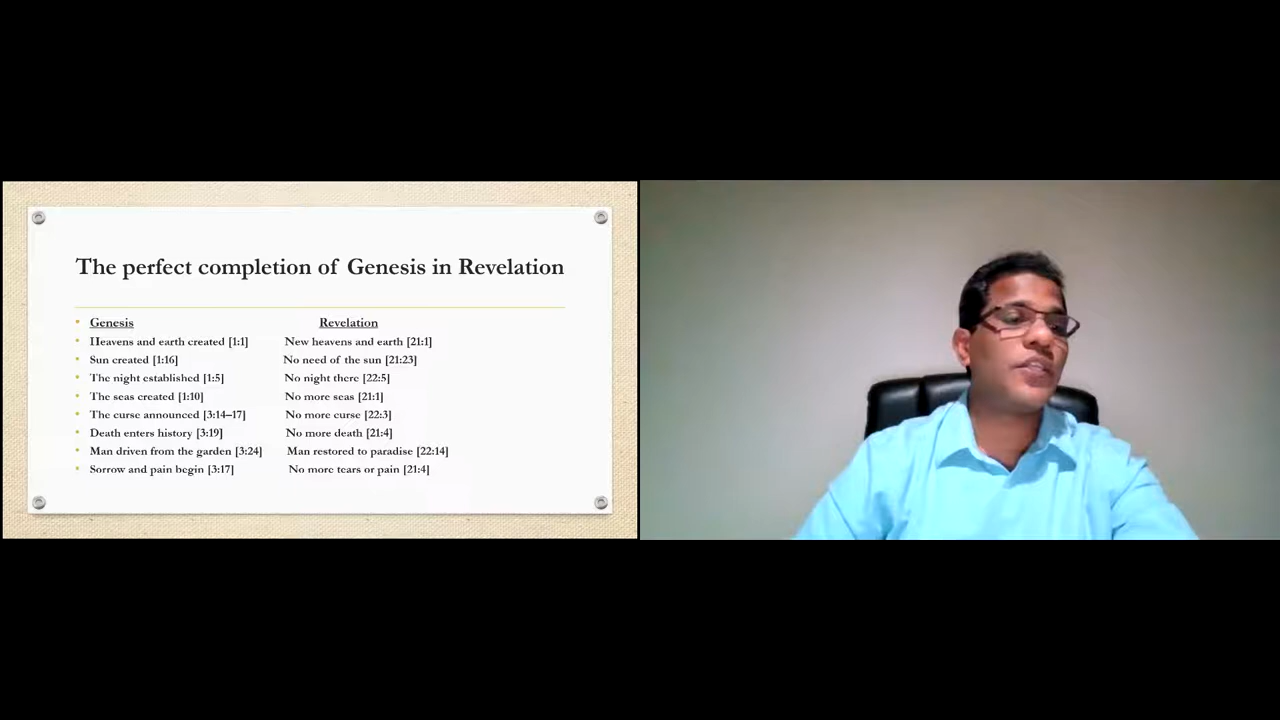 The perfect completion of Genesis in Revelation
Genesis Revelation
Heavens and earth created [1:1] New heavens and earth [21:1]
Sun created [1:16] No need of the sun [21:23]
The night established [1:5] No night there [22:5]
The seas created [1:10] No more seas [21:1]
The curse announced [3:14–17] No more curse [22:3]
Death enters history [3:19] No more death [21:4]
Man driven from the garden [3:24] Man restored to paradise [22:14]
Sorrow and pain begin [3:17] No more tears or pain [21:4]